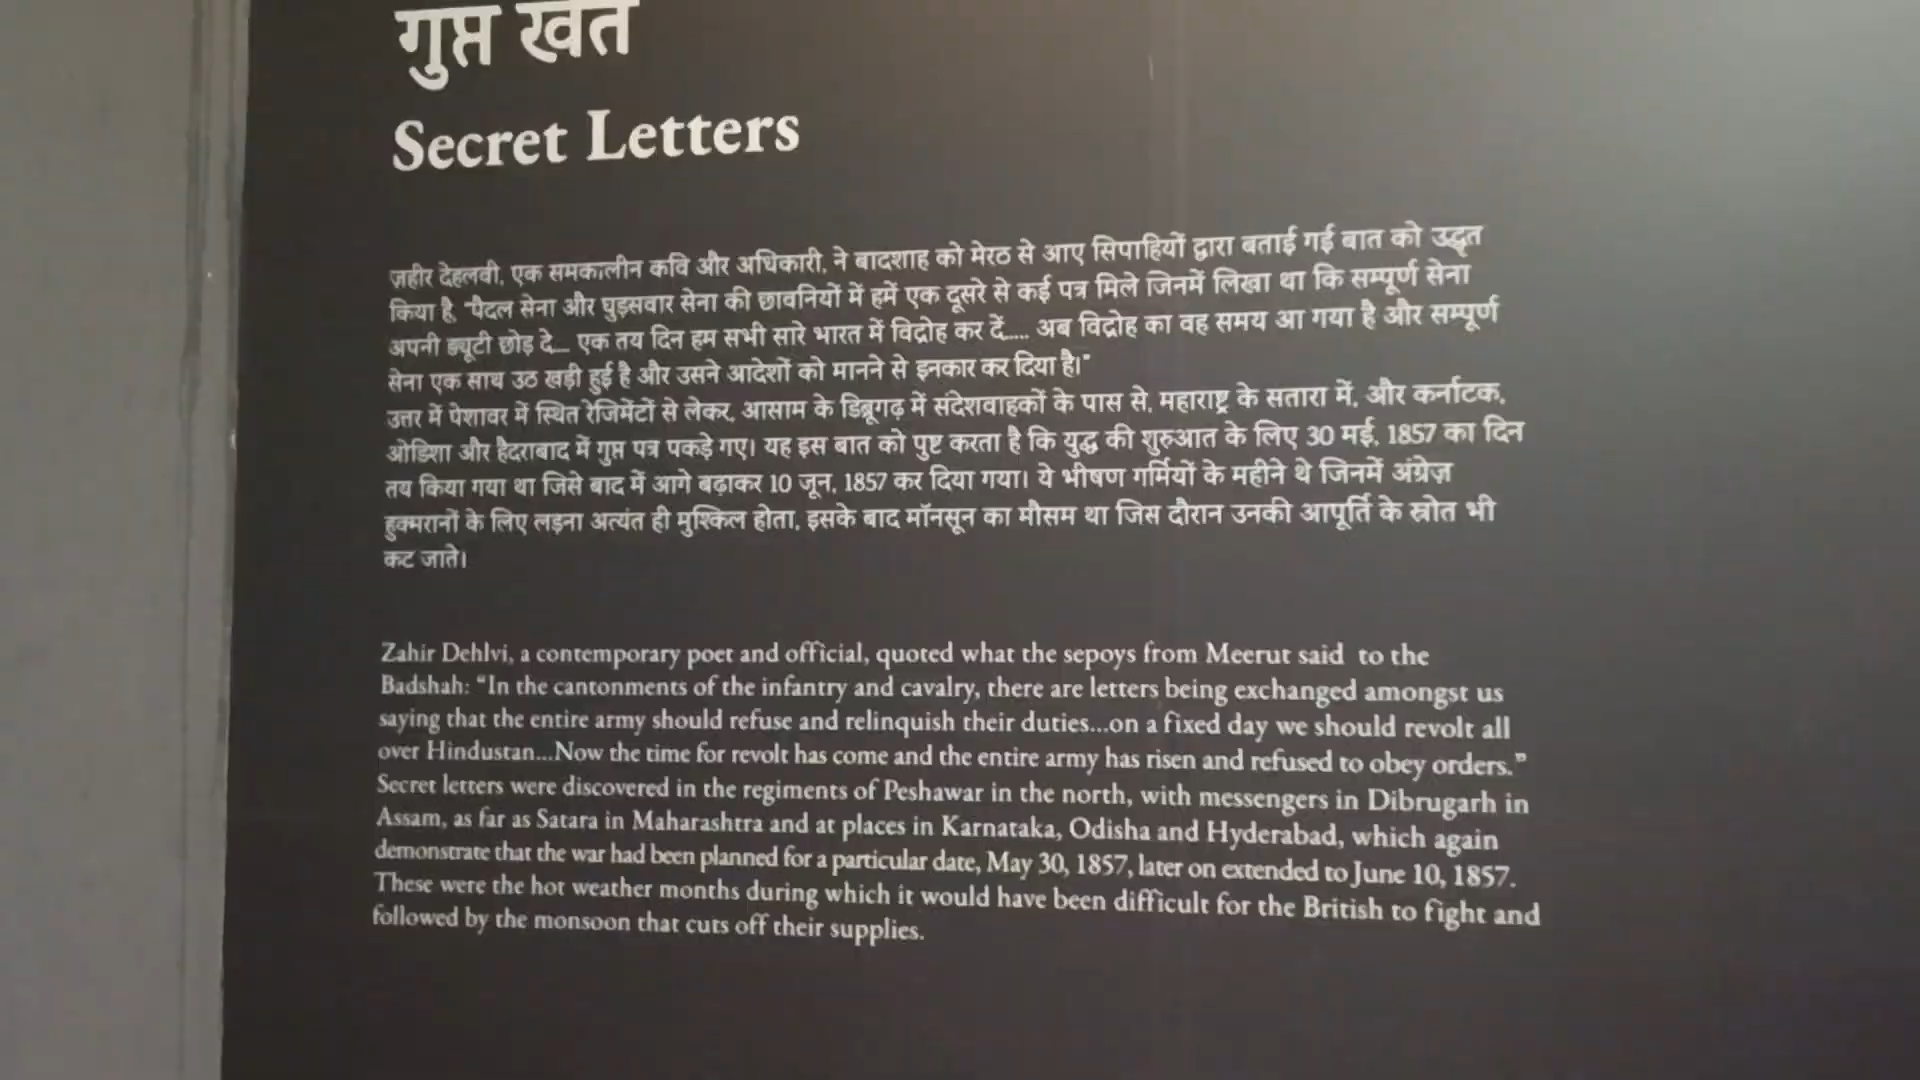 गुप्त खत
Secret Letters
ज़हीर देहलवी, एक समकालीन कवि और अधिकारी, ने बादशाह को मेरठ से आए सिपाहियों द्वारा बताई गई बात को उद्धृत
किया है, "पैदल सेना और घुड़सवार सेना की छावनियों में हमें एक दूसरे से कई पत्र मिले जिनमें लिखा था कि सम्पूर्ण सेना
अपनी ड्यूटी छोड़ दे... एक तय दिन हम सभी सारे भारत में विद्रोह कर दें..... अब विद्रोह का वह समय आ गया है और सम्पूर्ण
सेना एक साथ उठ खड़ी हुई है और उसने आदेशों को मानने से इनकार कर दिया है।"
उत्तर में पेशावर में स्थित रेजिमेंटों से लेकर, आसाम के डिब्रूगढ़ में संदेशवाहकों के पास से, महाराष्ट्र के सतारा में, और कर्नाटक,
ओडिशा और हैदराबाद में गुप्त पत्र पकड़े गए। यह इस बात को पुष्ट करता है कि युद्ध की शुरुआत के लिए 30 मई, 1857 का दिन
तय किया गया था जिसे बाद में आगे बढ़ाकर 10 जून, 1857 कर दिया गया। ये भीषण गर्मियों के महीने थे जिनमें अंग्रेज़
हुक्मरानों के लिए लड़ना अत्यंत ही मुश्किल होता, इसके बाद मॉनसून का मौसम था जिस दौरान उनकी आपूर्ति के स्रोत भी
कट जाते।
Zahir Dehlvi, a contemporary poet and official, quoted what the sepoys from Meerut said to the
Badshah: “In the cantonments of the infantry and cavalry, there are letters being exchanged amongst us
saying that the entire army should refuse and relinquish their duties...on a fixed day we should revolt all
over Hindustan...Now the time for revolt has come and the entire army has risen and refused to obey orders.”
Secret letters were discovered in the regiments of Peshawar in the north, with messengers in Dibrugarh in
Assam, as far as Satara in Maharashtra and at places in Karnataka, Odisha and Hyderabad, which again
demonstrate that the war had been planned for a particular date, May 30, 1857, later on extended to June 10, 1857.
These were the hot weather months during which it would have been difficult for the British to fight and
followed by the monsoon that cuts off their supplies.